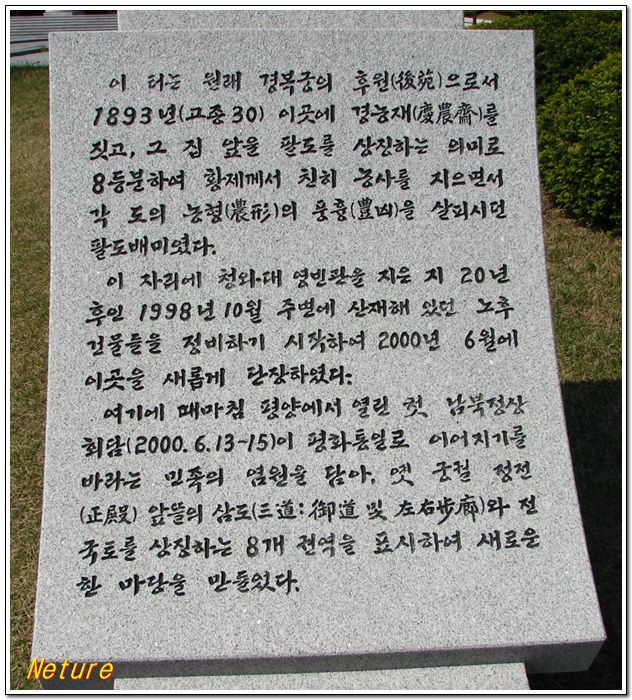 이 터는 원래 경복궁의 후원(後苑)으로서
1893년(고종 30) 이곳에 경농재(慶農齋)를
짓고, 그 집 앞을 팔도를 상징하는 의미로
8등분하여 황제께서 친히 농사를 지으면서
각 도의 농형(農形)의 풍흉(豊凶)을 살피시던
팔도배미였다.
이 자리에 청와대 영빈관을 지은 지 20년
후인 1998년 10월 주변에 산재해 있던 노후
건물들을 정비하기 시작하여 2000년 6월에
이곳을 새롭게 단장하였다.
여기에 때마침 평양에서 열린 첫 남북정상
회담(2000.6.13~15)이 평화통일로 이어지기를
바라는 민족의 염원을 담아, 옛 궁궐 정전
(正殿) 앞뜰의 삼도(三道:御道 및 左右步廊)와 전
국토를 상징하는 8개 권역을 표시하여 새로운
한 마당을 만들었다.
Neture